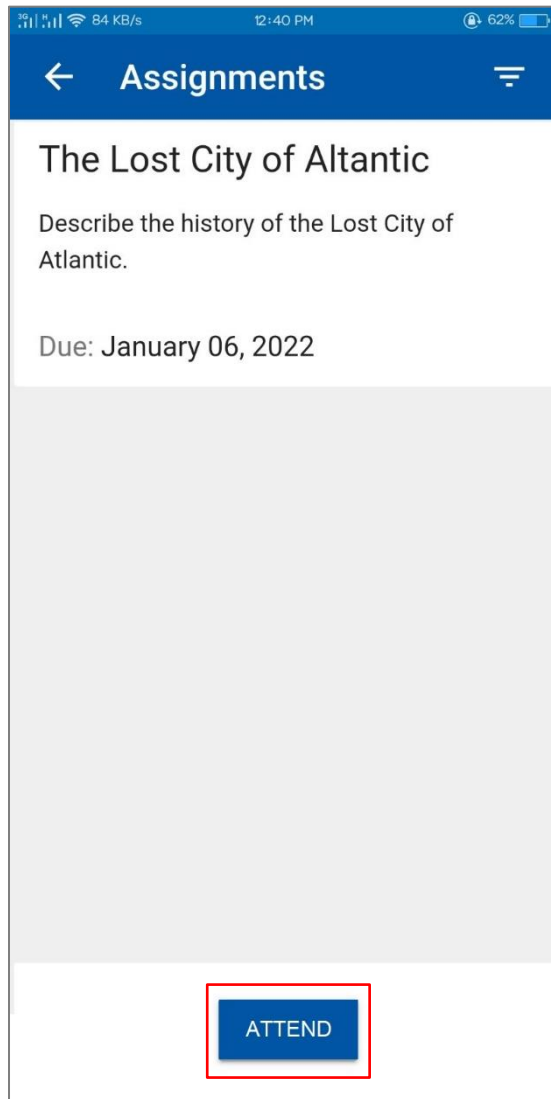 3G H 84 KB/s 12:40 PM 62%
Assignments
The Lost City of Altantic
Describe the history of the Lost City of
Atlantic.
Due: January 06, 2022
ATTEND